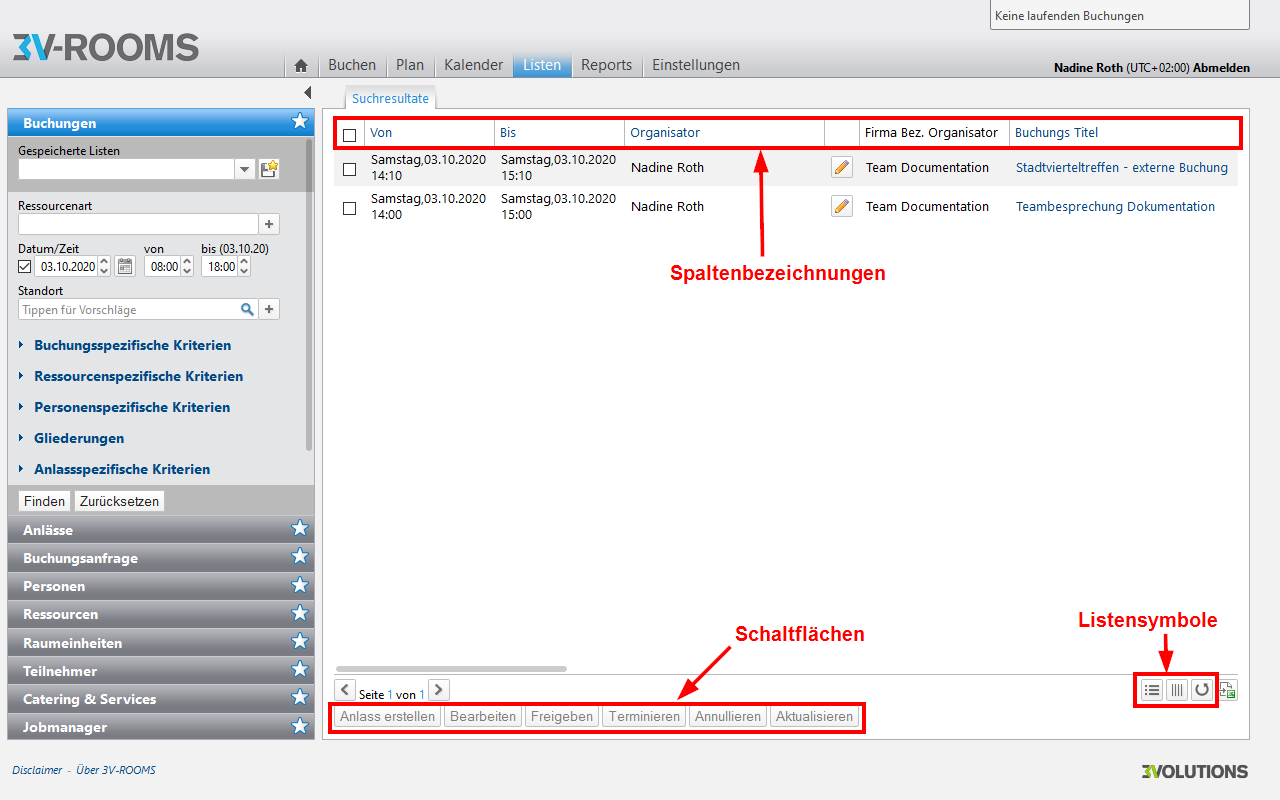 Keine laufenden Buchungen
3V-ROOMS
Buchen Plan Kalender Listen Reports Einstellungen
Nadine Roth (UTC+02:00) Abmelden
Suchresultate
Buchungen
Gespeicherte Listen
Ressourcenart
Datum/Zeit von bis (03.10.20)
03.10.2020 08:00 18:00
Standort
Tippen für Vorschläge
Buchungsspezifische Kriterien
Ressourcenspezifische Kriterien
Personenspezifische Kriterien
Gliederungen
Anlassspezifische Kriterien
Finden Zurücksetzen
Anlässe
Buchungsanfrage
Personen
Ressourcen
Raumeinheiten
Teilnehmer
Catering & Services
Jobmanager
Von Bis Organisator Firma Bez. Organisator Buchungs Titel
Samstag,03.10.2020 14:10 Samstag,03.10.2020 15:10 Nadine Roth Team Documentation Stadtvierteltreffen - externe Buchung
Samstag,03.10.2020 14:00 Samstag,03.10.2020 15:00 Nadine Roth Team Documentation Teambesprechung Dokumentation
Spaltenbezeichnungen
Schaltflächen
Listensymbole
Seite 1 von 1
Anlass erstellen Bearbeiten Freigeben Terminieren Annullieren Aktualisieren
Disclaimer - Über 3V-ROOMS
3VOLUTIONS